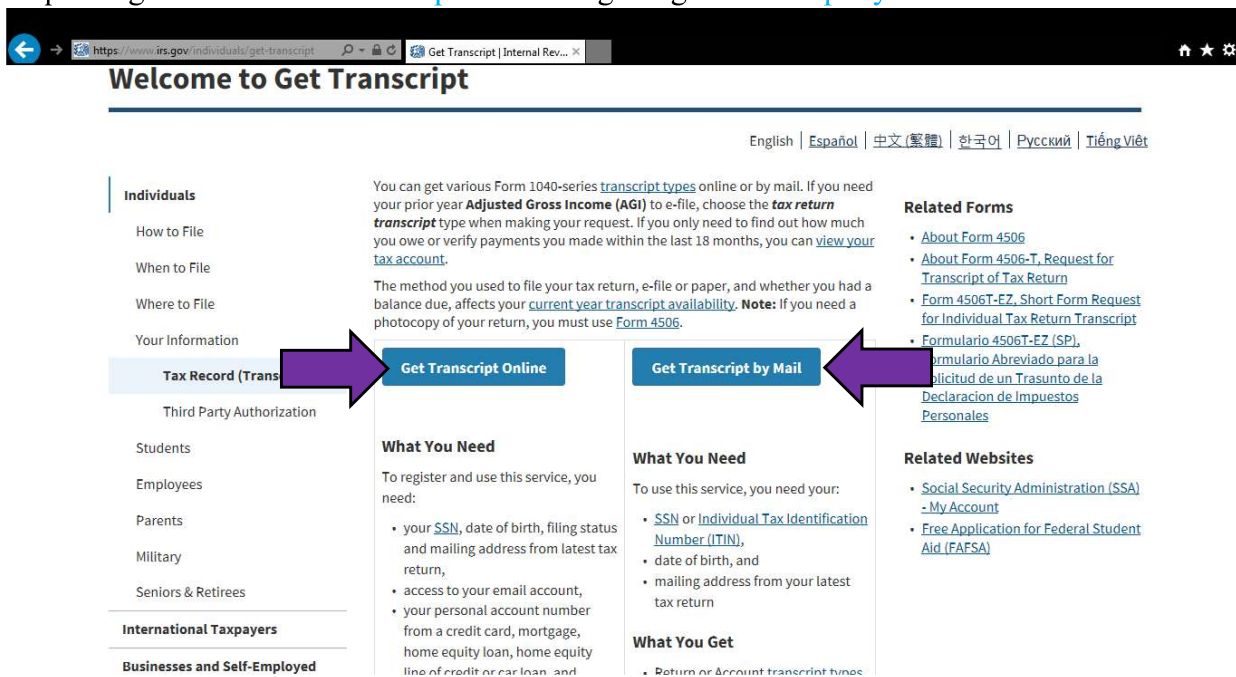 https://www.irs.gov/individuals/get-transcript
Get Transcript | Internal Rev...
Welcome to Get Transcript
English | Español | 中文 (繁體) | 한국어 | Русский | Tiếng Việt
Individuals
How to File
When to File
Where to File
Your Information
Tax Record (Trans
Third Party Authorization
Students
Employees
Parents
Military
Seniors & Retirees
International Taxpayers
Businesses and Self-Employed
You can get various Form 1040-series transcript types online or by mail. If you need
your prior year Adjusted Gross Income (AGI) to e-file, choose the tax return
transcript type when making your request. If you only need to find out how much
you owe or verify payments you made within the last 18 months, you can view your
tax account.
The method you used to file your tax return, e-file or paper, and whether you had a
balance due, affects your current year transcript availability. Note: If you need a
photocopy of your return, you must use Form 4506.
Get Transcript Online
What You Need
To register and use this service, you
need:
• your SSN, date of birth, filing status
and mailing address from latest tax
return,
• access to your email account,
• your personal account number
from a credit card, mortgage,
home equity loan, home equity
line of credit or car loan, and
Get Transcript by Mail
What You Need
To use this service, you need your:
• SSN or Individual Tax Identification
Number (ITIN),
• date of birth, and
• mailing address from your latest
tax return
What You Get
• Return or Account transcript types
Related Forms
• About Form 4506
• About Form 4506-T, Request for
Transcript of Tax Return
• Form 4506T-EZ, Short Form Request
for Individual Tax Return Transcript
• Formulario 4506T-EZ (SP),
Formulario Abreviado para la
Solicitud de un Trasunto de la
Declaracion de Impuestos
Personales
Related Websites
• Social Security Administration (SSA)
- My Account
• Free Application for Federal Student
Aid (FAFSA)